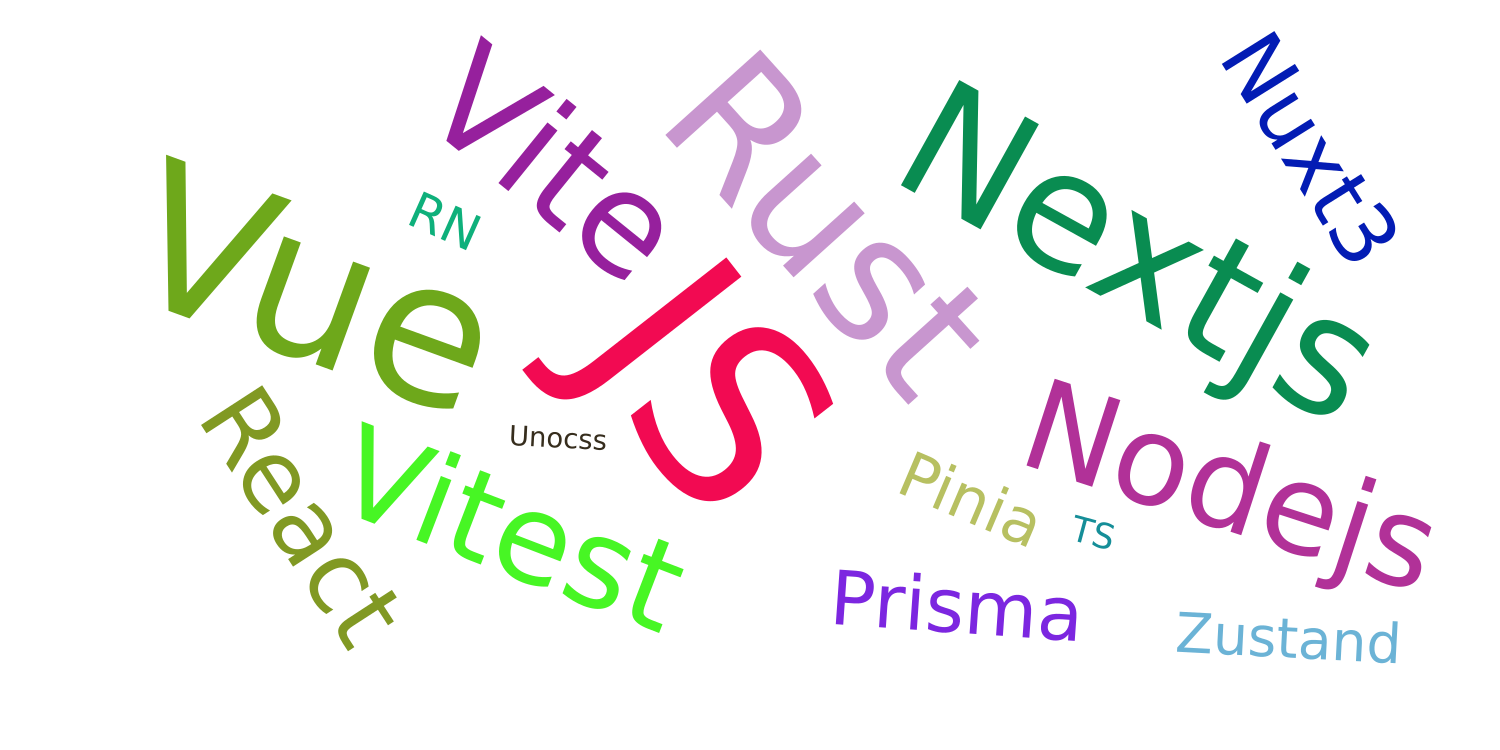 Vite
Rust
Nextjs
Nuxt3
Vue
RN
JS
React
Vitest
Unocss
Pinia
TS
Nodejs
Prisma
Zustand